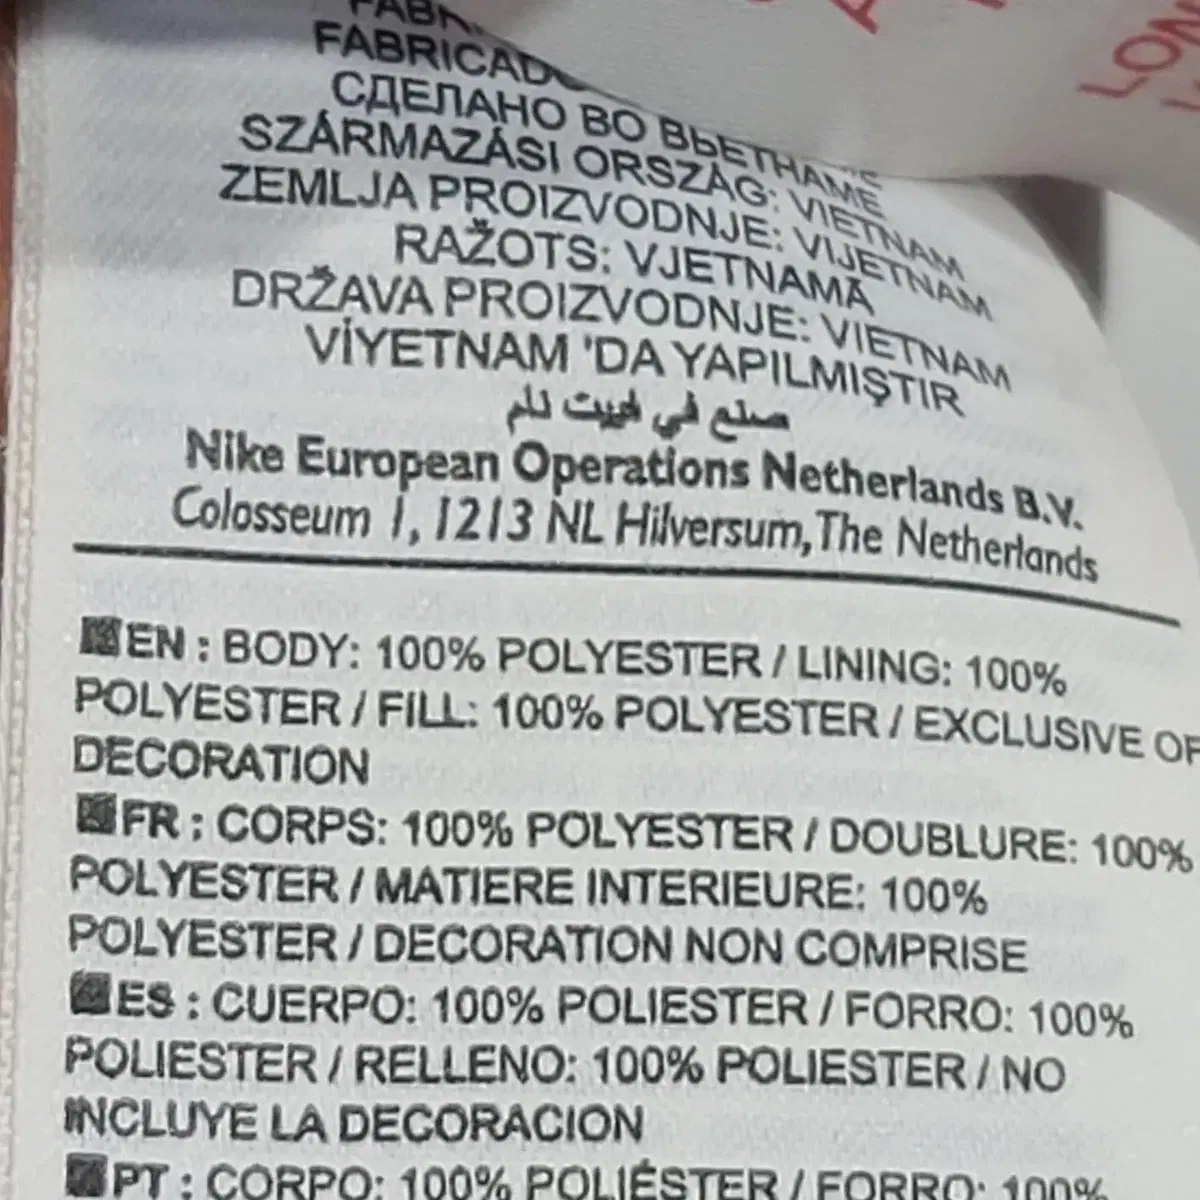 FABRICADO
СДЕЛАНО ВО ВЬЕТНАМЕ
SZÁRMAZÁSI ORSZÁG: VIETNAM
ZEMLJA PROIZVODNJE: VIJETNAM
RAŽOTS: VJETNAMĀ
DRŽAVA PROIZVODNJE: VIETNAM
VİYETNAM 'DA YAPILMIŞTIR
صنع في فييت نام
Nike European Operations Netherlands B.V.
Colosseum 1, 1213 NL Hilversum, The Netherlands
EN : BODY: 100% POLYESTER / LINING: 100%
POLYESTER / FILL: 100% POLYESTER / EXCLUSIVE OF
DECORATION
FR : CORPS: 100% POLYESTER / DOUBLURE: 100%
POLYESTER / MATIERE INTERIEURE: 100%
POLYESTER / DECORATION NON COMPRISE
ES : CUERPO: 100% POLIESTER / FORRO: 100%
POLIESTER / RELLENO: 100% POLIESTER / NO
INCLUYE LA DECORACION
PT : CORPO: 100% POLIÉSTER / FORRO: 100%